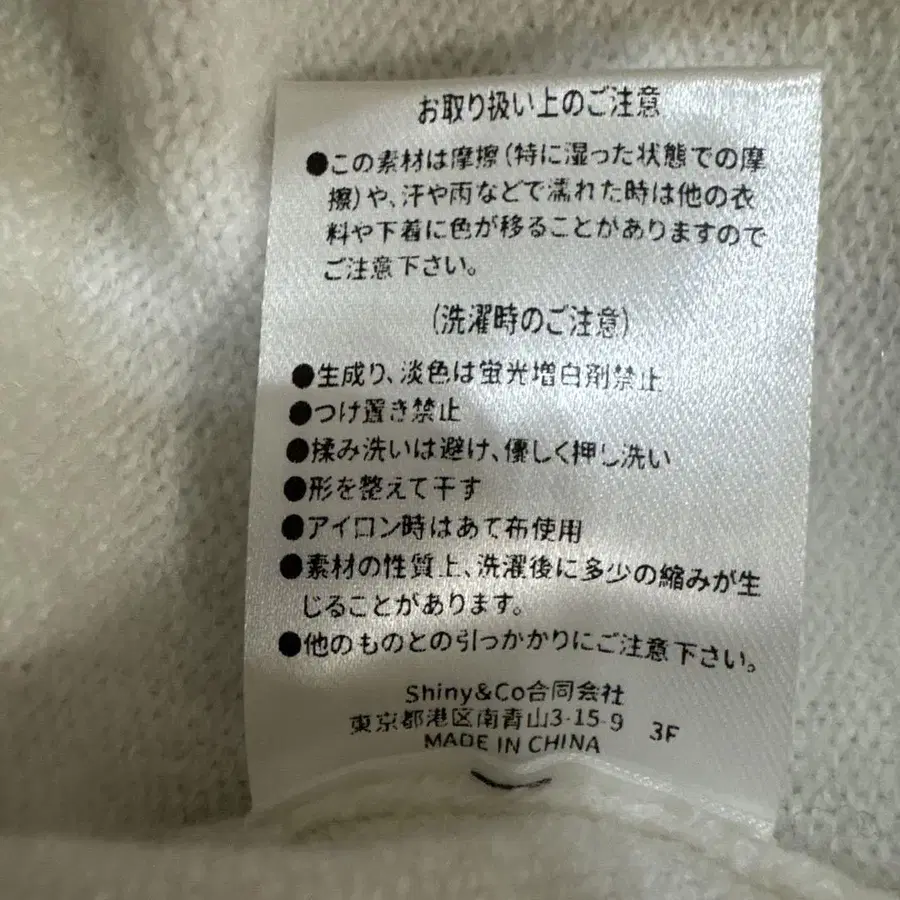 お取り扱い上のご注意
●この素材は摩擦(特に湿った状態での摩
擦)や、汗や雨などで濡れた時は他の衣
料や下着に色が移ることがありますので
ご注意下さい。
(洗濯時のご注意)
●生成り、淡色は蛍光増白剤禁止
●つけ置き禁止
●揉み洗いは避け、優しく押し洗い
●形を整えて干す
●アイロン時はあて布使用
●素材の性質上、洗濯後に多少の縮みが生
じることがあります。
●他のものとの引っかかりにご注意下さい。
Shiny&Co合同会社
東京都港区南青山3-15-9 3F
MADE IN CHINA